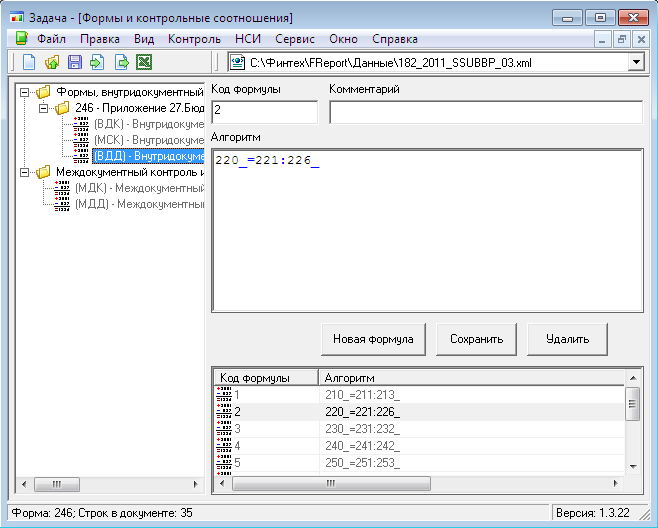 Задача - [Формы и контрольные соотношения]
Файл Правка Вид Контроль НСИ Сервис Окно Справка
C:\Финтех\FReport\Данные\182_2011_SSUBBP_03.xml
Формы, внутридокументный
246 - Приложение 27.Бюд
(ВДК) - Внутридокуме
(МСК) - Внутридокуме
(ВДД) - Внутридокуме
Междокументный контроль и
(МДК) - Междокументный
(МДД) - Междокументны
Код формулы Комментарий
2
Алгоритм
220_=221:226_
Новая формула Сохранить Удалить
Код формулы Алгоритм
1 210_=211:213_
2 220_=221:226_
3 230_=231:232_
4 240_=241:242_
5 250_=251:253_
Форма: 246; Строк в документе: 35 Версия: 1.3.22